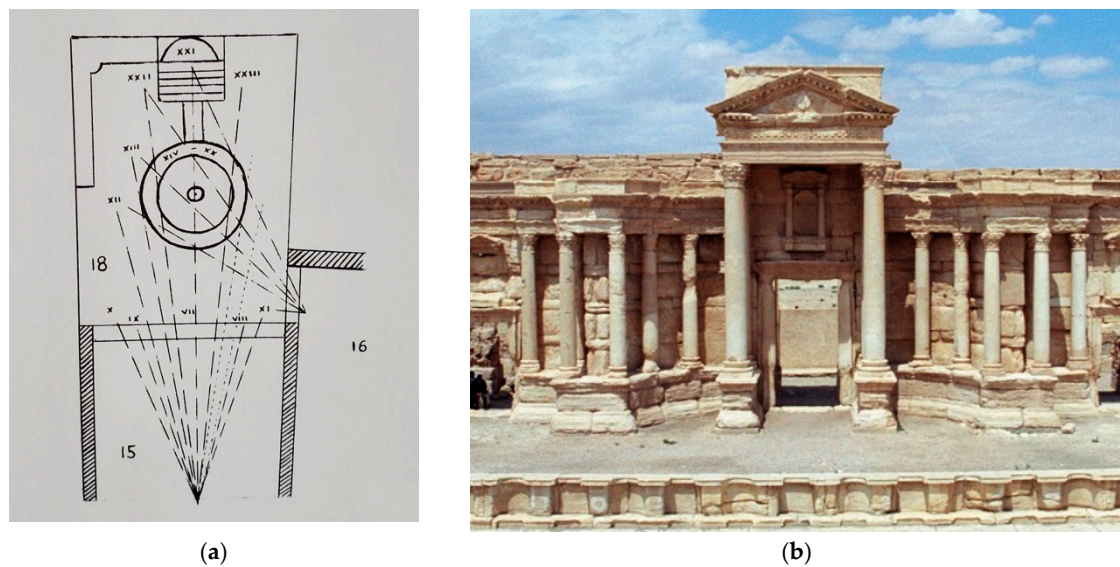 XXI
XXII XXIII
XIV - XX
XIII
XII
18
X IX VII VIII XI
16
15
(a) (b)